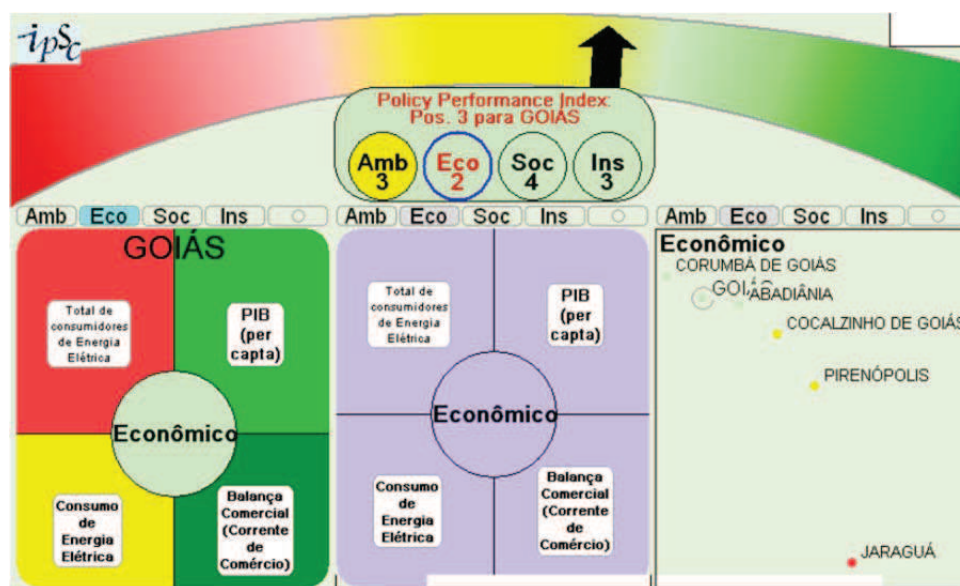 ipsc
Policy Performance Index:
Pos. 3 para GOIÁS
Amb
3
Eco
2
Soc
4
Ins
3
Amb Eco Soc Ins
Amb Eco Soc Ins
Amb Eco Soc Ins
GOIÁS
Total de
consumidores
de Energia
Elétrica
PIB
(per
capta)
Econômico
Consumo
de
Energia
Elétrica
Balança
Comercial
(Corrente
de
Comércio)
Total de
consumidores
de Energia
Elétrica
PIB
(per
capta)
Econômico
Consumo
de
Energia
Elétrica
Balança
Comercial
(Corrente
de
Comércio)
Econômico
CORUMBÁ DE GOIÁS
GOIÁS
ABADIÂNIA
COCALZINHO DE GOIÁS
PIRENÓPOLIS
JARAGUÁ